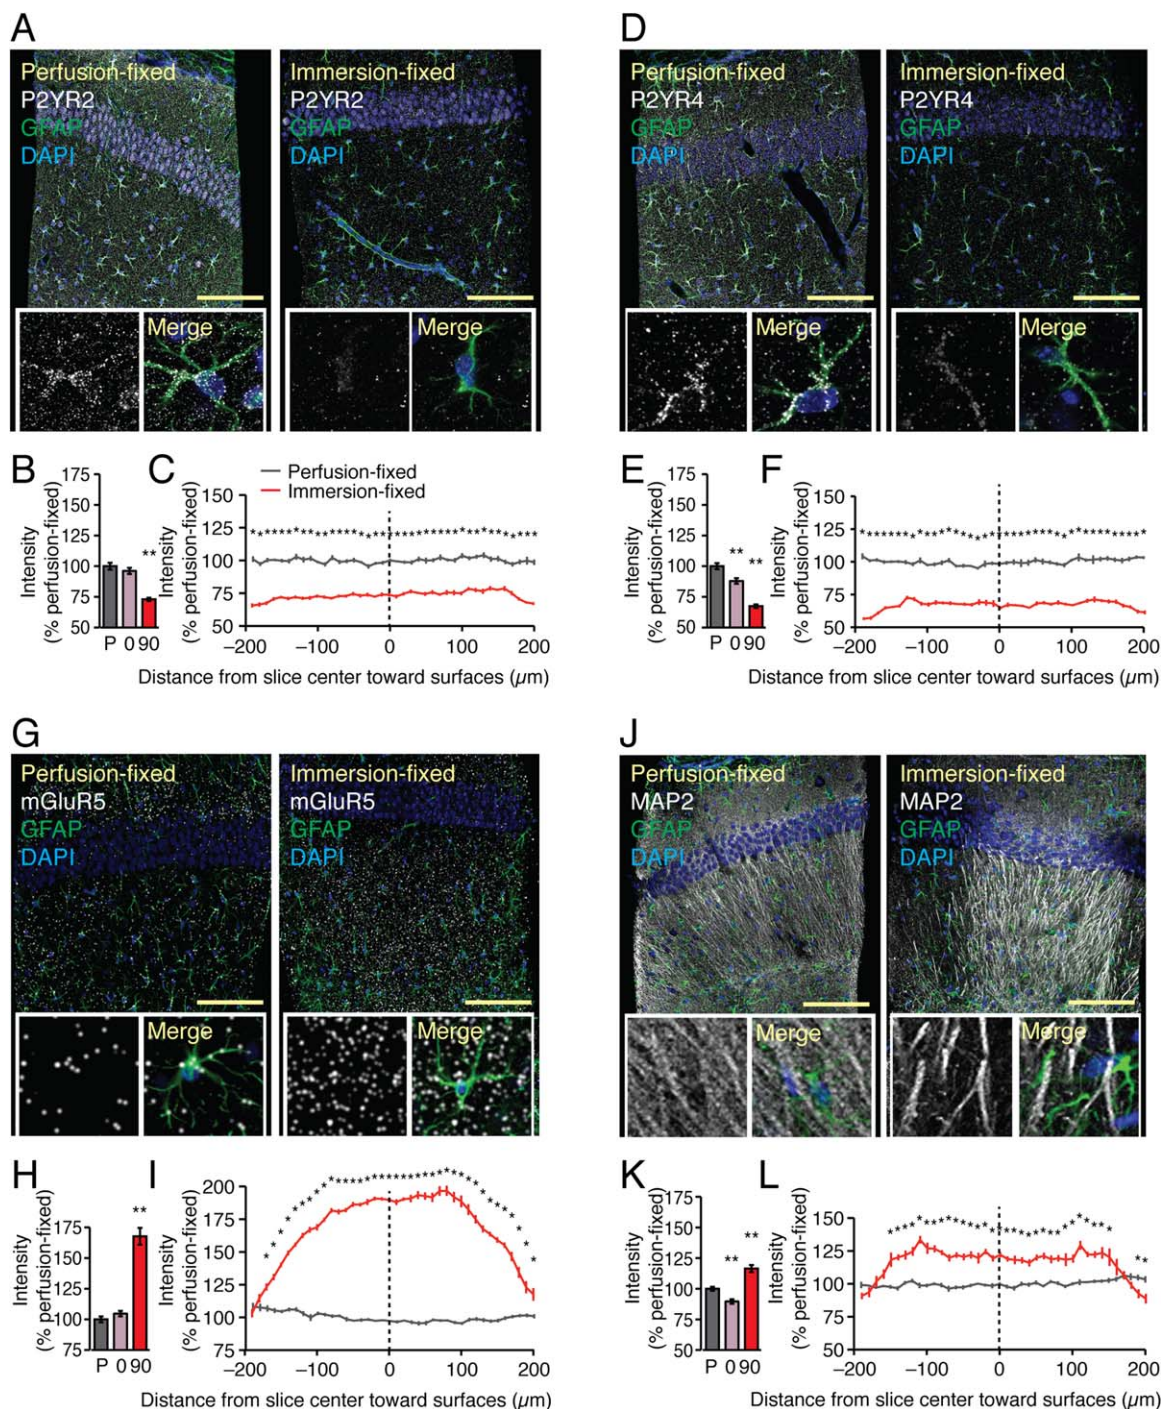 A
Perfusion-fixed
P2YR2
GFAP
DAPI
Immersion-fixed
P2YR2
GFAP
DAPI
Merge
Merge
D
Perfusion-fixed
P2YR4
GFAP
DAPI
Immersion-fixed
P2YR4
GFAP
DAPI
Merge
Merge
B
Intensity
(% perfusion-fixed)
175
150
125
100
75
50
**
P 0 90
C
Perfusion-fixed
Immersion-fixed
Intensity
(% perfusion-fixed)
150
125
100
75
50
−200 −100 0 100 200
Distance from slice center toward surfaces (µm)
E
Intensity
(% perfusion-fixed)
175
150
125
100
75
50
**
**
P 0 90
F
Intensity
(% perfusion-fixed)
150
125
100
75
50
−200 −100 0 100 200
Distance from slice center toward surfaces (µm)
G
Perfusion-fixed
mGluR5
GFAP
DAPI
Immersion-fixed
mGluR5
GFAP
DAPI
Merge
Merge
J
Perfusion-fixed
MAP2
GFAP
DAPI
Immersion-fixed
MAP2
GFAP
DAPI
Merge
Merge
H
Intensity
(% perfusion-fixed)
175
150
125
100
75
**
P 0 90
I
Intensity
(% perfusion-fixed)
200
175
150
125
100
75
−200 −100 0 100 200
Distance from slice center toward surfaces (µm)
K
Intensity
(% perfusion-fixed)
175
150
125
100
75
50
**
**
P 0 90
L
Intensity
(% perfusion-fixed)
150
125
100
75
50
−200 −100 0 100 200
Distance from slice center toward surfaces (µm)